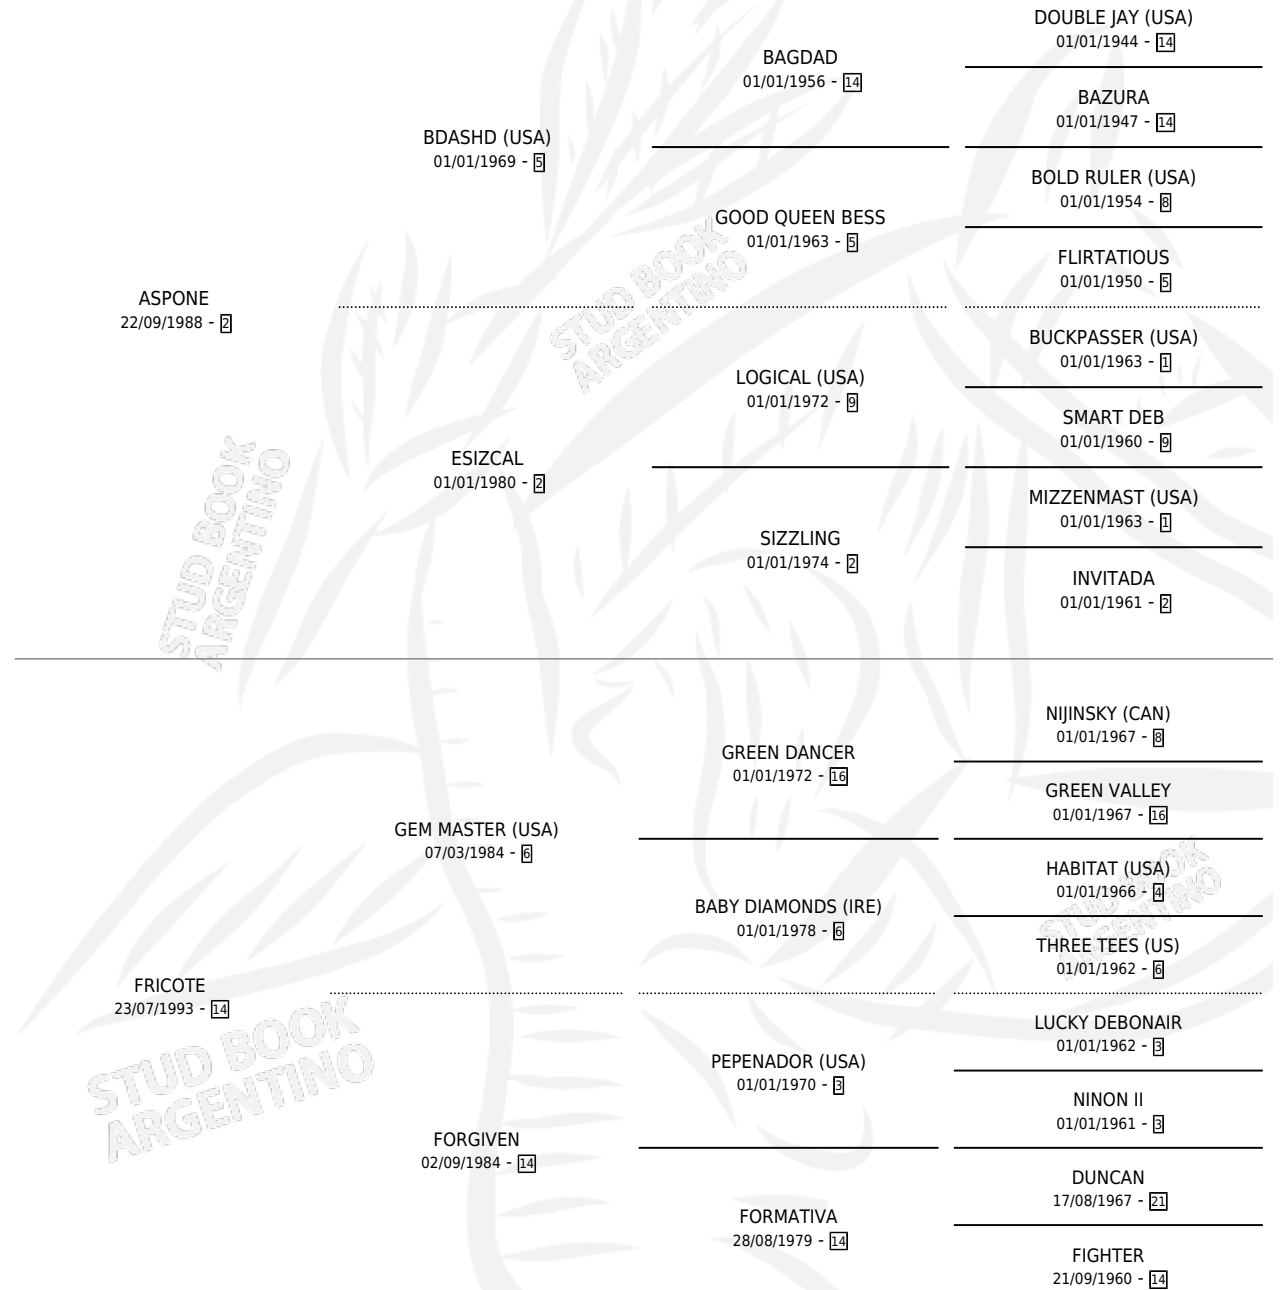 DOUBLE JAY (USA)
01/01/1944 - 14
BAGDAD
01/01/1956 - 14
BAZURA
01/01/1947 - 14
BDASHD (USA)
01/01/1969 - 5
BOLD RULER (USA)
01/01/1954 - 8
GOOD QUEEN BESS
01/01/1963 - 5
FLIRTATIOUS
01/01/1950 - 5
ASPONE
22/09/1988 - 2
BUCKPASSER (USA)
01/01/1963 - 1
LOGICAL (USA)
01/01/1972 - 9
SMART DEB
01/01/1960 - 9
ESIZCAL
01/01/1980 - 2
MIZZENMAST (USA)
01/01/1963 - 1
SIZZLING
01/01/1974 - 2
INVITADA
01/01/1961 - 2
STUD BOOK
ARGENTINO
STUD BOOK
ARGENTINO
NIJINSKY (CAN)
01/01/1967 - 8
GREEN DANCER
01/01/1972 - 16
GREEN VALLEY
01/01/1967 - 16
GEM MASTER (USA)
07/03/1984 - 6
HABITAT (USA)
01/01/1966 - 4
BABY DIAMONDS (IRE)
01/01/1978 - 6
THREE TEES (US)
01/01/1962 - 6
FRICOTE
23/07/1993 - 14
LUCKY DEBONAIR
01/01/1962 - 3
PEPENADOR (USA)
01/01/1970 - 3
NINON II
01/01/1961 - 3
FORGIVEN
02/09/1984 - 14
DUNCAN
17/08/1967 - 21
FORMATIVA
28/08/1979 - 14
FIGHTER
21/09/1960 - 14
STUD BOOK
ARGENTINO
STUD BOOK
ARGENTINO